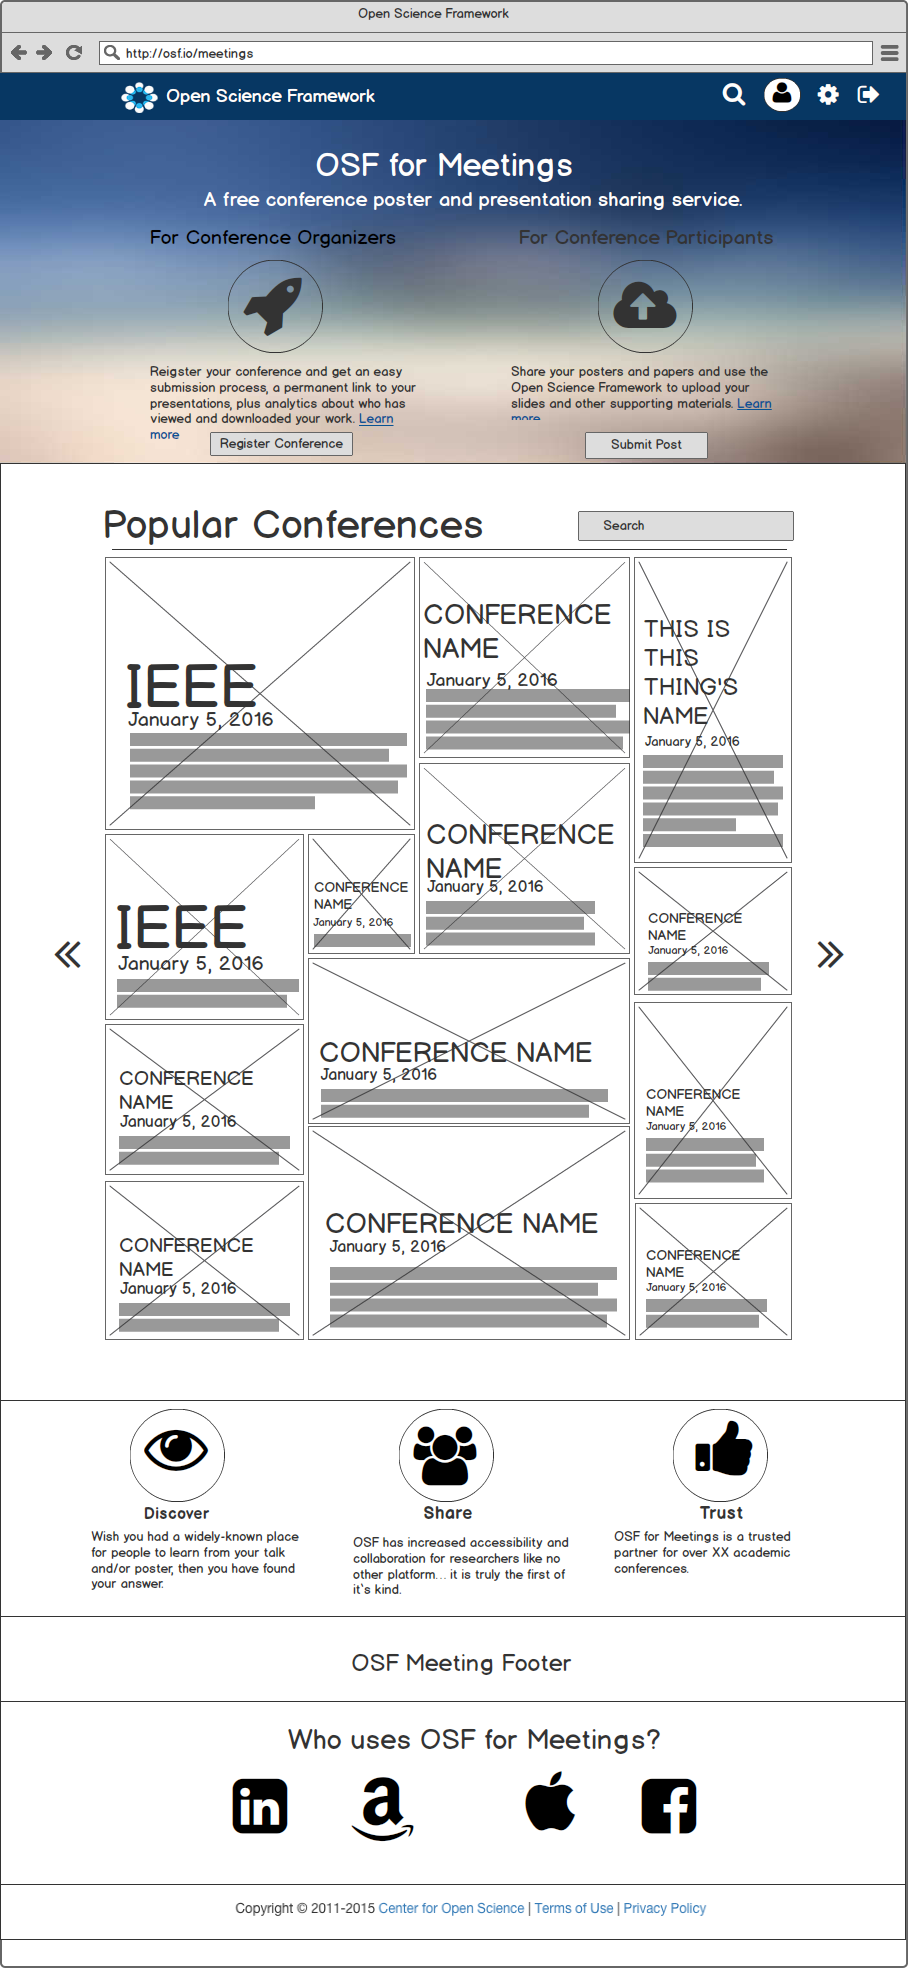 Open Science Framework
http://osf.io/meetings
Open Science Framework
OSF for Meetings
A free conference poster and presentation sharing service.
For Conference Organizers
Reigster your conference and get an easy
submission process, a permanent link to your
presentations, plus analytics about who has
viewed and downloaded your work. Learn
more
Register Conference
For Conference Participants
Share your posters and papers and use the
Open Science Framework to upload your
slides and other supporting materials. Learn
more
Submit Post
Popular Conferences
Search
IEEE
January 5, 2016
CONFERENCE
NAME
January 5, 2016
THIS IS
THIS
THING'S
NAME
January 5, 2016
IEEE
January 5, 2016
CONFERENCE
NAME
January 5, 2016
CONFERENCE
NAME
January 5, 2016
CONFERENCE
NAME
January 5, 2016
CONFERENCE
NAME
January 5, 2016
CONFERENCE NAME
January 5, 2016
CONFERENCE
NAME
January 5, 2016
CONFERENCE
NAME
January 5, 2016
CONFERENCE NAME
January 5, 2016
CONFERENCE
NAME
January 5, 2016
Discover
Wish you had a widely-known place
for people to learn from your talk
and/or poster, then you have found
your answer.
Share
OSF has increased accessibility and
collaboration for researchers like no
other platform... it is truly the first of
it`s kind.
Trust
OSF for Meetings is a trusted
partner for over XX academic
conferences.
OSF Meeting Footer
Who uses OSF for Meetings?
in
a
f
Copyright © 2011-2015 Center for Open Science | Terms of Use | Privacy Policy